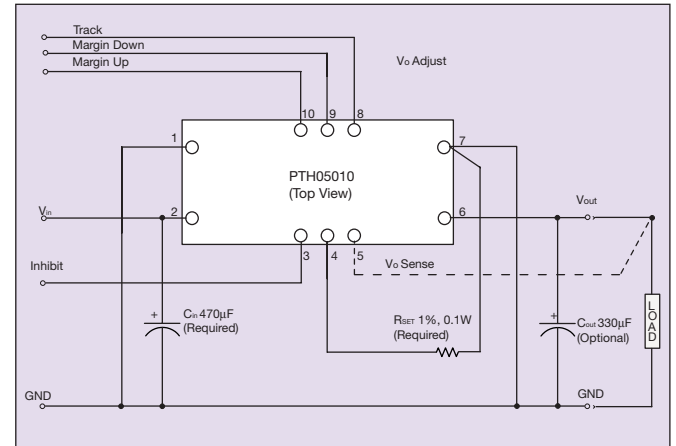 Track
Margin Down
Margin Up
Vo Adjust
10 9 8
1
7
PTH05010
(Top View)
Vin
2
6
Vout
3 4 5
Vo Sense
Inhibit
+
Cin 470µF
(Required)
RSET 1%, 0.1W
(Required)
+
Cout 330µF
(Optional)
LOAD
GND
GND